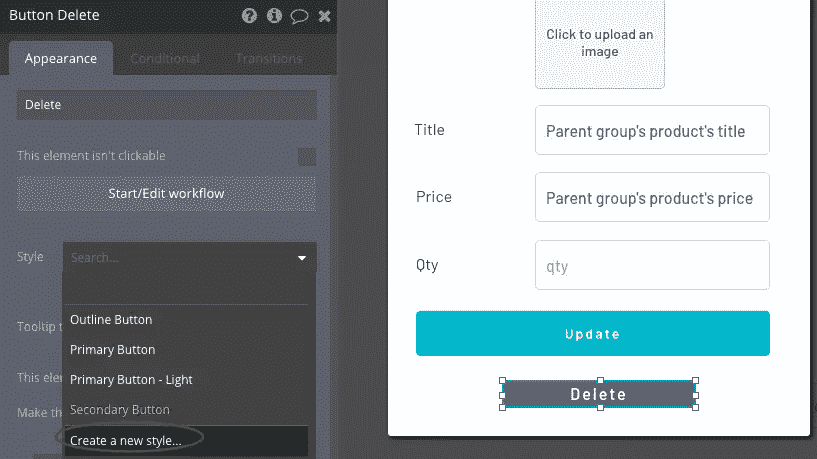 Button Delete
Appearance
Conditional
Transitions
Delete
This element isn't clickable
Start/Edit workflow
Style
Search...
Tooltip t
Outline Button
Primary Button
This ele
Primary Button - Light
Make th
Secondary Button
Create a new style...
Click to upload an
image
Title
Parent group's product's title
Price
Parent group's product's price
Qty
qty
Update
Delete